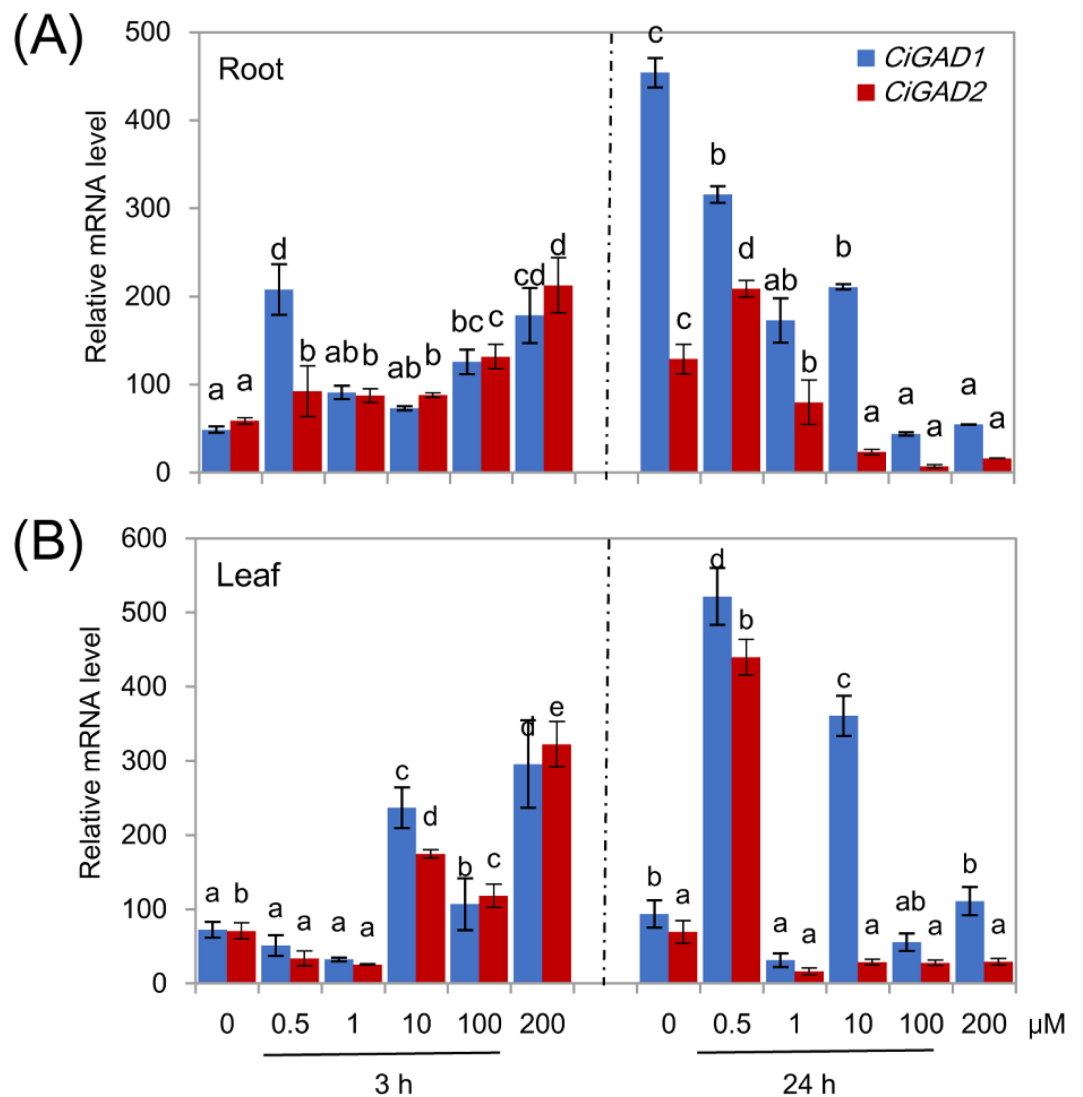 (A)
Root
CiGAD1
CiGAD2
Relative mRNA level
500
400
300
200
100
0
a a d b ab b ab b bc c cd d c c b d ab b b a a a a a
(B)
Leaf
Relative mRNA level
600
500
400
300
200
100
0
a b a a a a c d b c d e b a d b a a c a ab a b a
0 0.5 1 10 100 200 0 0.5 1 10 100 200 µM
3 h 24 h